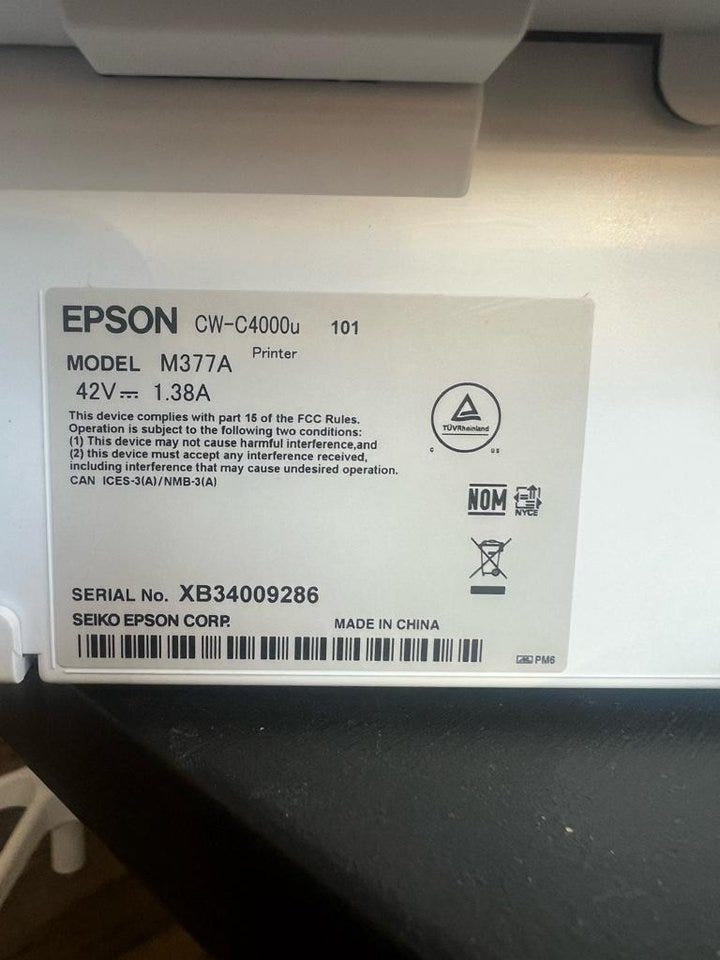 EPSON CW-C4000u 101
Printer
MODEL M377A
42V⎓ 1.38A
This device complies with part 15 of the FCC Rules.
Operation is subject to the following two conditions:
(1) This device may not cause harmful interference,and
(2) this device must accept any interference received,
including interference that may cause undesired operation.
CAN ICES-3(A)/NMB-3(A)
TÜVRheinland
C US
NOM
NYCE
SERIAL No. XB34009286
SEIKO EPSON CORP.
MADE IN CHINA
PM6